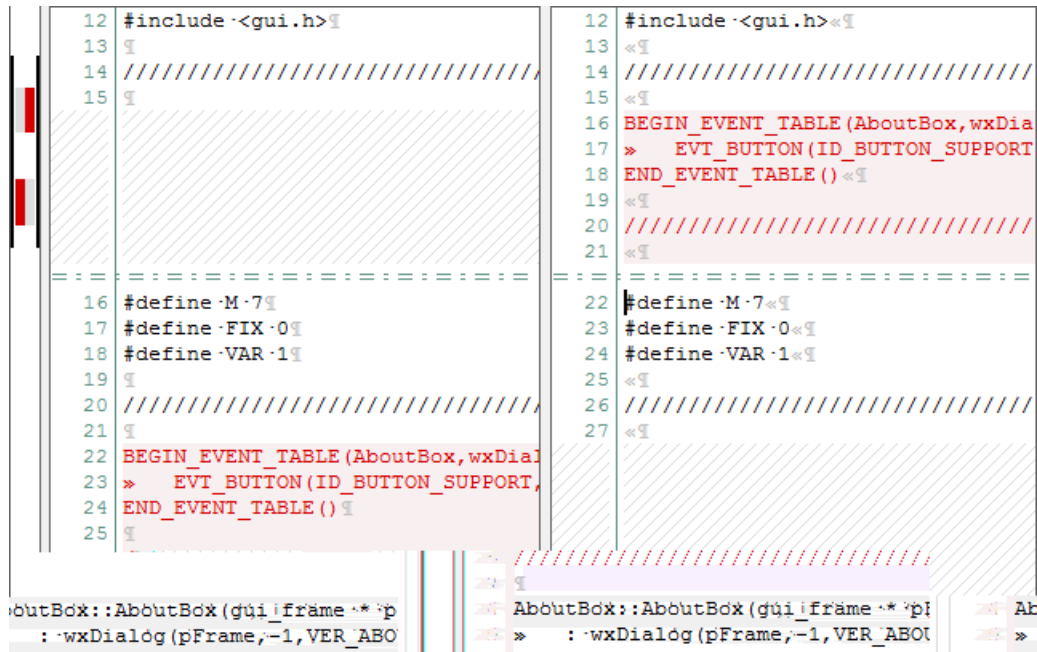 12 #include·<gui.h>¶
13 ¶
14 /////////////////////////////////
15 ¶
16 #define·M·7¶
17 #define·FIX·0¶
18 #define·VAR·1¶
19 ¶
20 /////////////////////////////////
21 ¶
22 BEGIN_EVENT_TABLE(AboutBox,wxDial
23 » EVT_BUTTON(ID_BUTTON_SUPPORT,
24 END_EVENT_TABLE()¶
25 ¶
12 #include·<gui.h>«¶
13 «¶
14 ////////////////////////////////
15 «¶
16 BEGIN_EVENT_TABLE(AboutBox,wxDia
17 » EVT_BUTTON(ID_BUTTON_SUPPORT
18 END_EVENT_TABLE()«¶
19 «¶
20 ////////////////////////////////
21 «¶
22 #define·M·7«¶
23 #define·FIX·0«¶
24 #define·VAR·1«¶
25 «¶
26 ////////////////////////////////
27 «¶
////////////////////////////////
¶
outBox::AboutBox(gui_frame·*·p
:·wxDialog(pFrame,-1,VER_ABO
AboutBox::AboutBox(gui_frame·*·p
» :·wxDialog(pFrame,-1,VER_ABOU
Ab
»